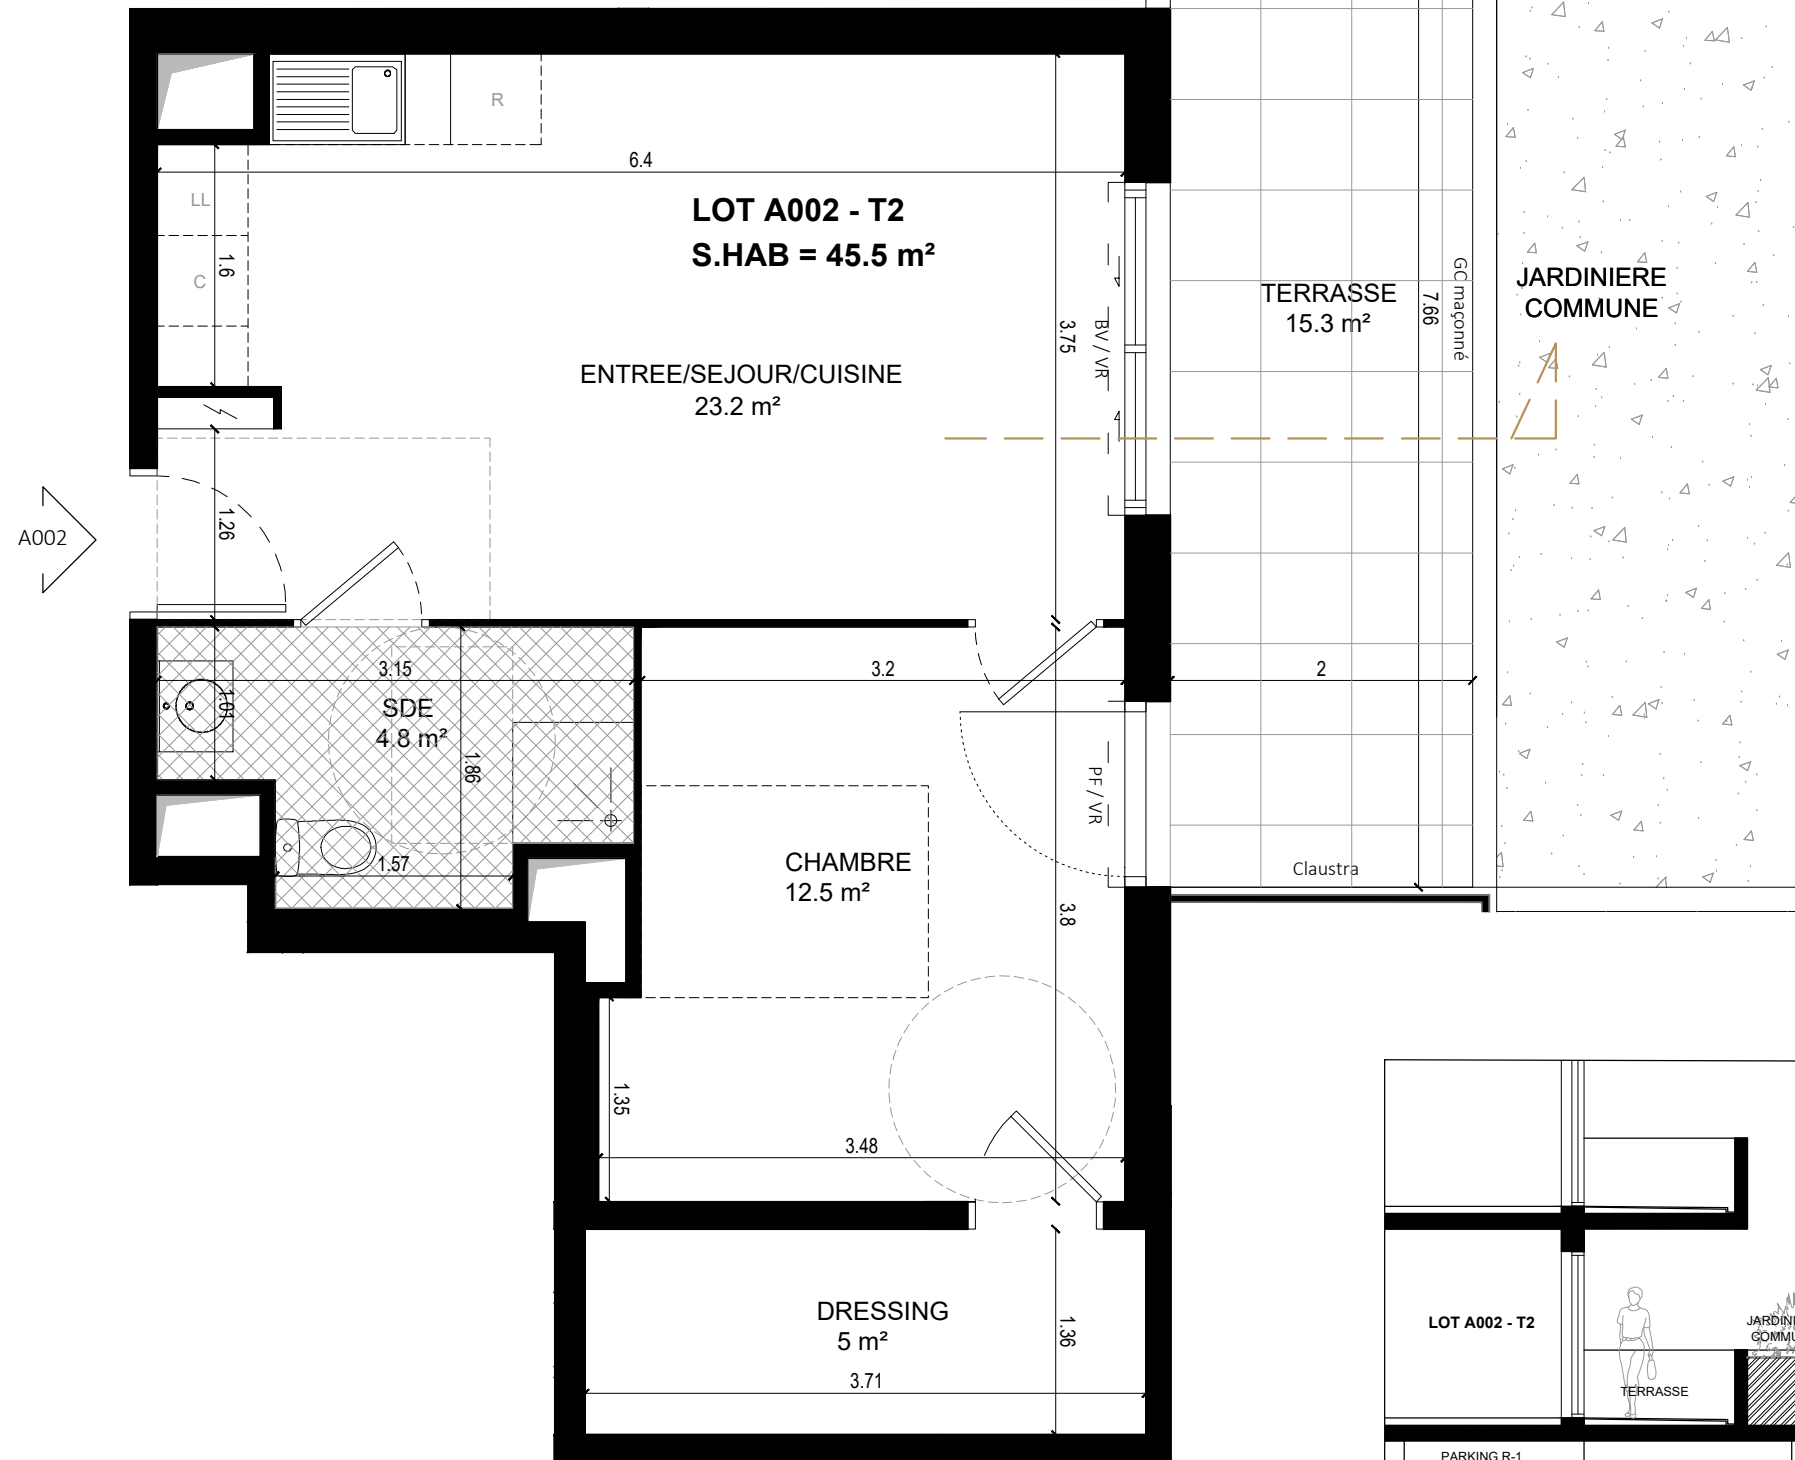 R
6.4
LL
LOT A002 - T2
S.HAB = 45.5 m²
1.6
C
GC maçonné
JARDINIERE
COMMUNE
TERRASSE
15.3 m²
7.66
3.75
BV / VR
ENTREE/SEJOUR/CUISINE
23.2 m²
1.26
A002
3.15
3.2
2
1.01
SDE
4.8 m²
1.86
PF / VR
1.57
CHAMBRE
12.5 m²
Claustra
3.8
1.35
3.48
DRESSING
5 m²
1.36
3.71
LOT A002 - T2
TERRASSE
PARKING R-1